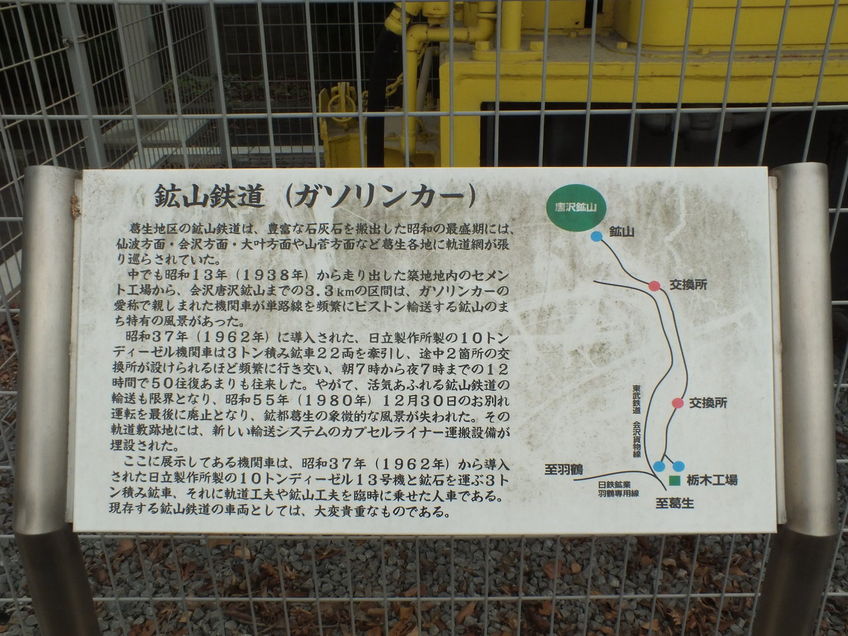 鉱山鉄道（ガソリンカー）
葛生地区の鉱山鉄道は、豊富な石灰石を搬出した昭和の最盛期には、
仙波方面・会沢方面・大叶方面や山菅方面など葛生各地に軌道網が張
り巡らされていた。
中でも昭和１３年（１９３８年）から走り出した築地地内のセメン
ト工場から、会沢唐沢鉱山までの３.３kmの区間は、ガソリンカーの
愛称で親しまれた機関車が単路線を頻繁にピストン輸送する鉱山のま
ち特有の風景があった。
昭和３７年（１９６２年）に導入された、日立製作所製の１０トン
ディーゼル機関車は３トン積み鉱車２２両を牽引し、途中２箇所の交
換所が設けられるほど頻繁に行き交い、朝７時から夜７時までの１２
時間で５０往復あまりも往来した。やがて、活気あふれる鉱山鉄道の
輸送も限界となり、昭和５５年（１９８０年）１２月３０日のお別れ
運転を最後に廃止となり、鉱都葛生の象徴的な風景が失われた。その
軌道敷跡地には、新しい輸送システムのカプセルライナー運搬設備が
埋設された。
ここに展示してある機関車は、昭和３７年（１９６２年）から導入
された日立製作所製の１０トンディーゼル１３号機と鉱石を運ぶ３ト
ン積み鉱車、それに軌道工夫や鉱山工夫を臨時に乗せた人車である。
現存する鉱山鉄道の車両としては、大変貴重なものである。
唐沢鉱山
鉱山
交換所
交換所
東武鉄道　会沢貨物線
至羽鶴
日鉄鉱業
羽鶴専用線
栃木工場
至葛生